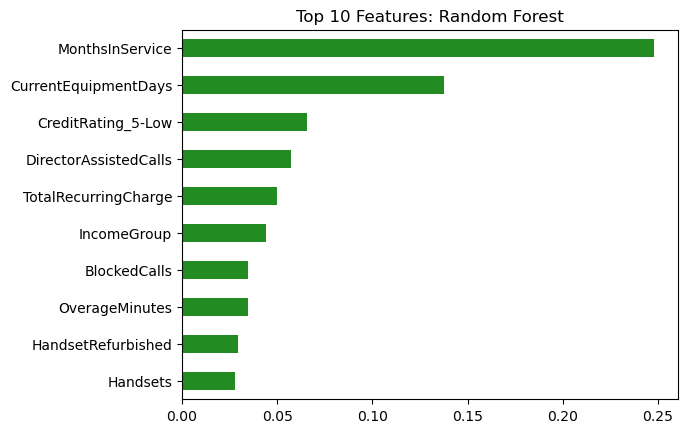 Top 10 Features: Random Forest
MonthsInService
CurrentEquipmentDays
CreditRating_5-Low
DirectorAssistedCalls
TotalRecurringCharge
IncomeGroup
BlockedCalls
OverageMinutes
HandsetRefurbished
Handsets
0.00 0.05 0.10 0.15 0.20 0.25